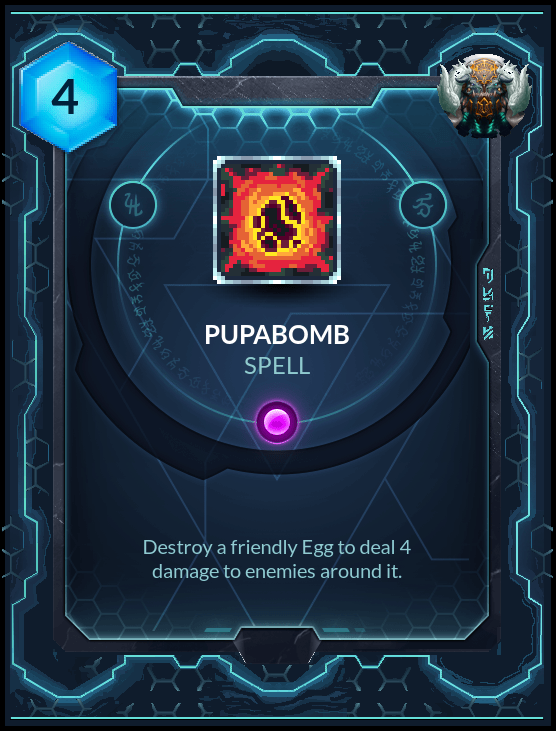 4
PUPABOMB
SPELL
Destroy a friendly Egg to deal 4
damage to enemies around it.